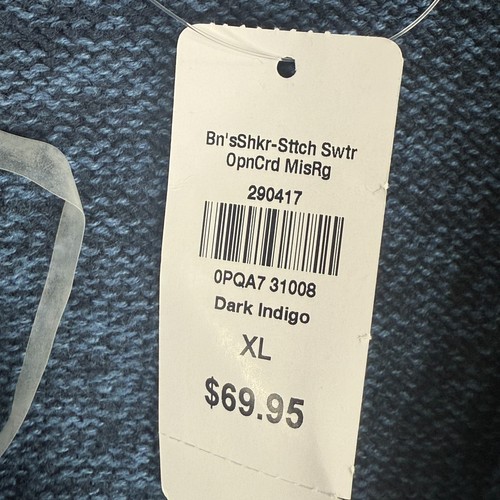 Bn'sShkr-Sttch Swtr
OpnCrd MisRg
290417
0PQA7 31008
Dark Indigo
XL
$69.95